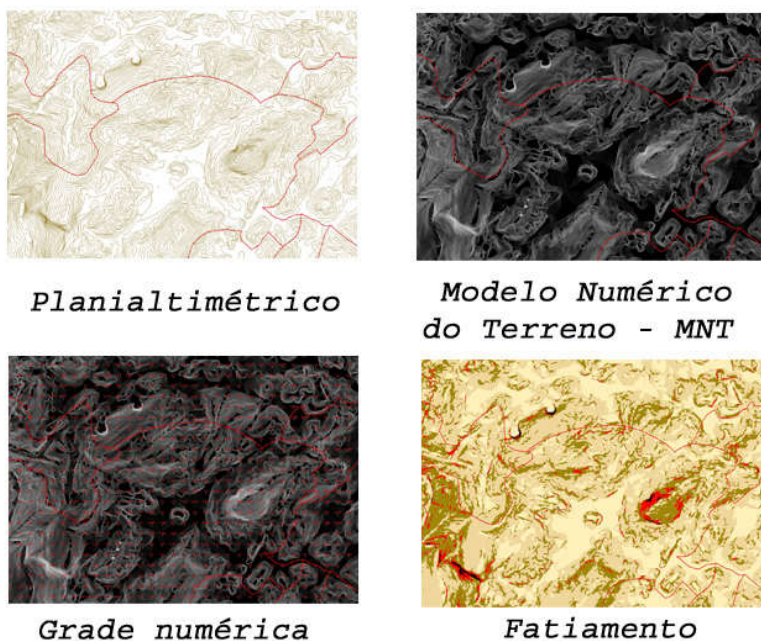 Planialtimétrico
Modelo Numérico
do Terreno - MNT
Grade numérica
Fatiamento